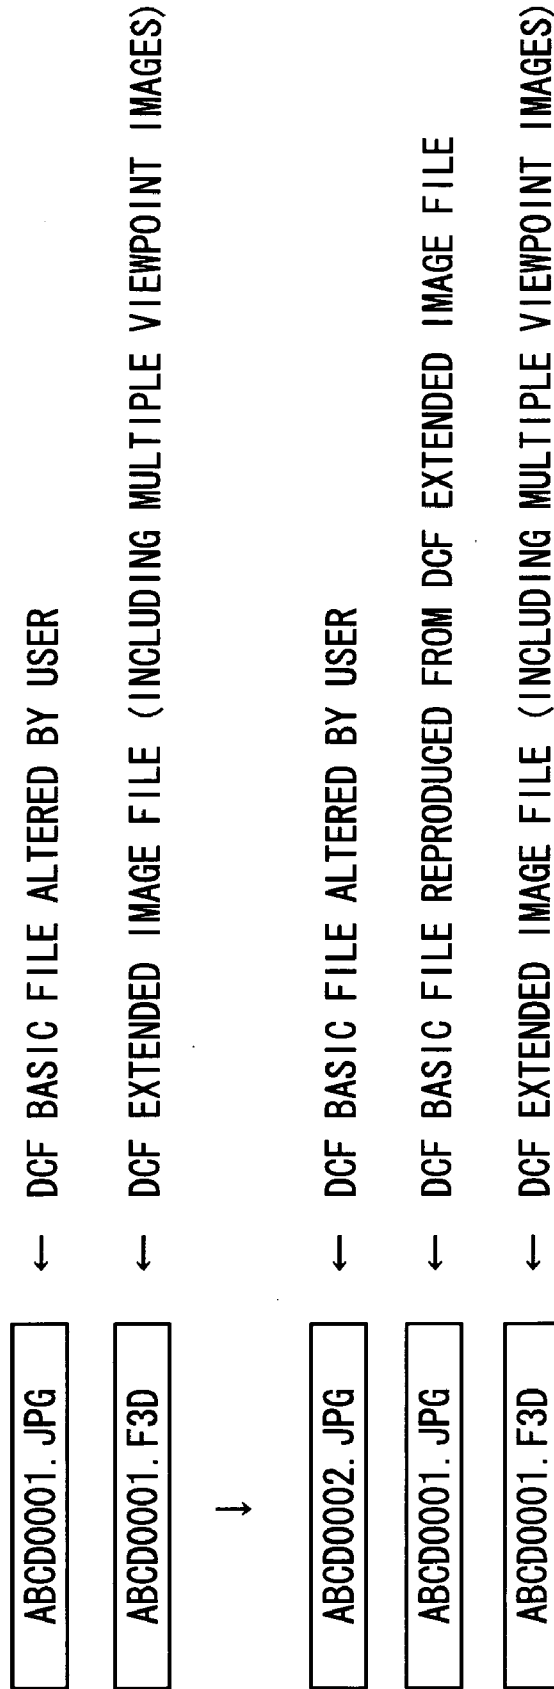 ABCD0001.JPG ← DCF BASIC FILE ALTERED BY USER
ABCD0001.F3D ← DCF EXTENDED IMAGE FILE (INCLUDING MULTIPLE VIEWPOINT IMAGES)
↓
ABCD0002.JPG ← DCF BASIC FILE ALTERED BY USER
ABCD0001.JPG ← DCF BASIC FILE REPRODUCED FROM DCF EXTENDED IMAGE FILE
ABCD0001.F3D ← DCF EXTENDED IMAGE FILE (INCLUDING MULTIPLE VIEWPOINT IMAGES)